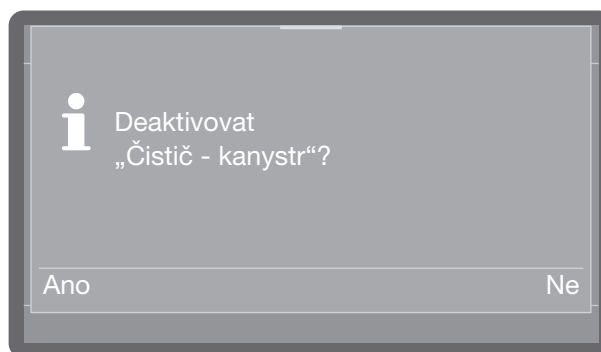 Deaktivovat
„Čistič - kanystr“?
Ano Ne